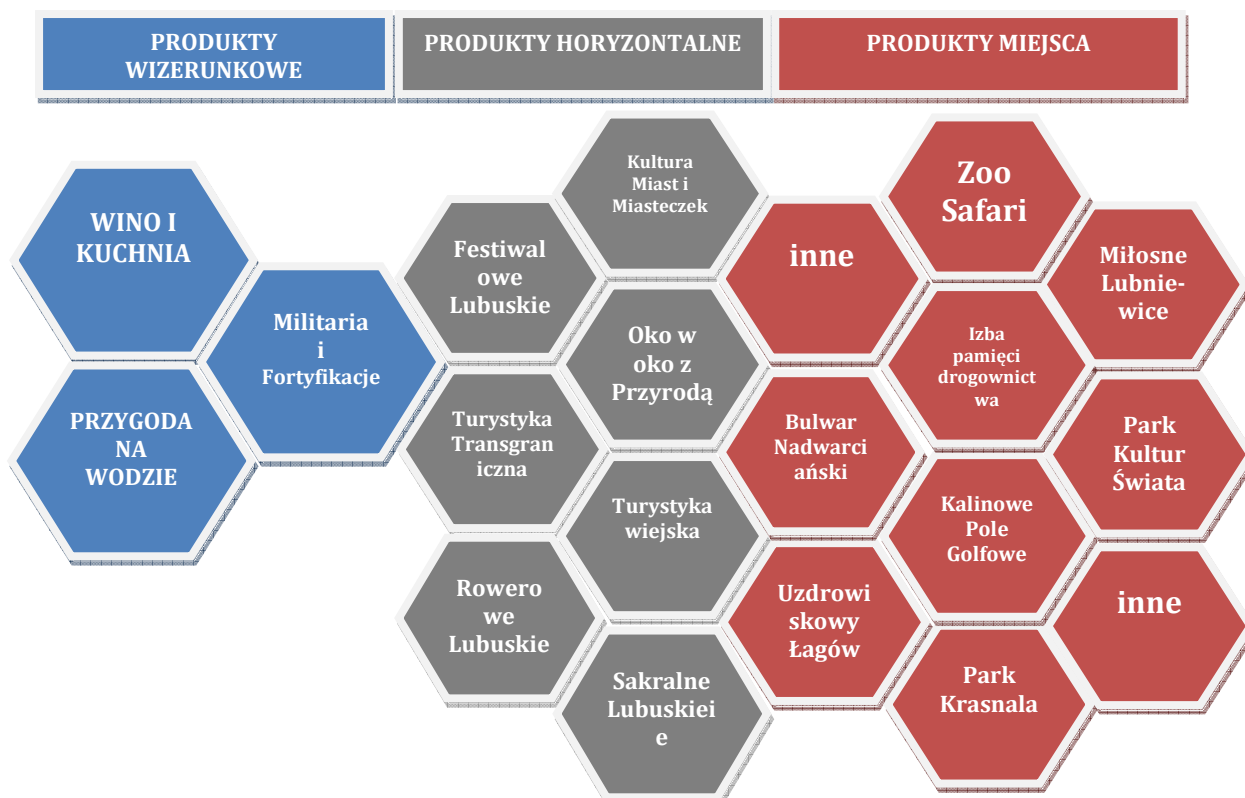 PRODUKTY
WIZERUNKOWE
PRODUKTY HORYZONTALNE
PRODUKTY MIEJSCA
WINO I
KUCHNIA
PRZYGODA
NA
WODZIE
Militaria
i
Fortyfikacje
Festiwal
owe
Lubuskie
Turystyka
Transgran
iczna
Rowero
we
Lubuskie
Kultura
Miast i
Miasteczek
Oko w
oko z
Przyrodą
Turystyka
wiejska
Sakralne
Lubuskieie
e
inne
Bulwar
Nadwarci
ański
Uzdrowi
skowy
Łagów
Zoo
Safari
Izba
pamięci
drogownict
wa
Kalinowe
Pole
Golfowe
Park
Krasnala
Miłosne
Lubnie-
wice
Park
Kultur
Świata
inne